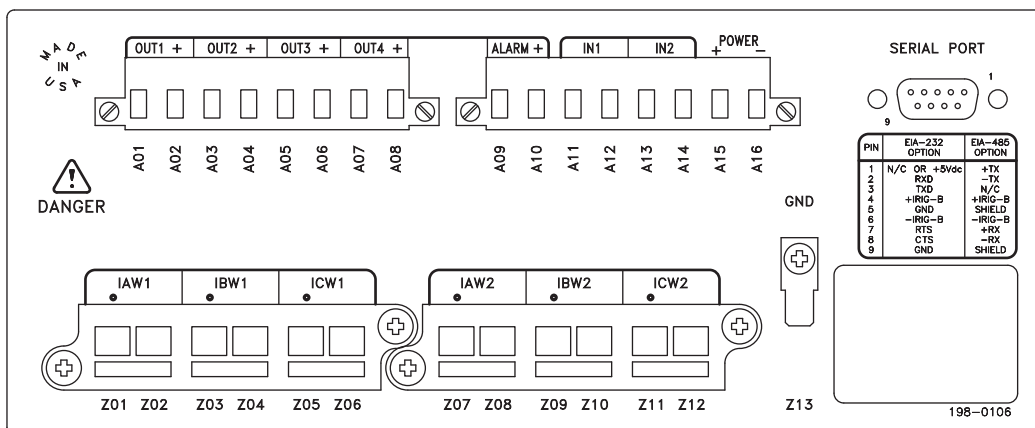 MADE
IN
USA
OUT1 + OUT2 + OUT3 + OUT4 +
ALARM + IN1 IN2 + POWER -
A01 A02 A03 A04 A05 A06 A07 A08
A09 A10 A11 A12 A13 A14 A15 A16
DANGER
GND
SERIAL PORT
1
9
PIN EIA-232 OPTION EIA-485 OPTION
1 N/C OR +5Vdc +TX
2 RXD -TX
3 TXD N/C
4 +IRIG-B +IRIG-B
5 GND SHIELD
6 -IRIG-B -IRIG-B
7 RTS +RX
8 CTS -RX
9 GND SHIELD
IAW1 IBW1 ICW1
IAW2 IBW2 ICW2
Z01 Z02 Z03 Z04 Z05 Z06
Z07 Z08 Z09 Z10 Z11 Z12
Z13
198-0106